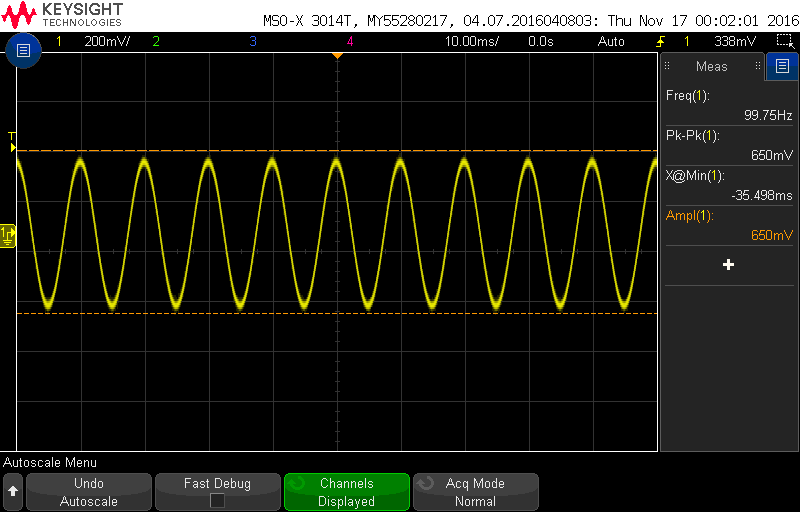 KEYSIGHT
TECHNOLOGIES
MSO-X 3014T, MY55280217, 04.07.2016040803: Thu Nov 17 00:02:01 2016
1 200mV/ 2 3 4 10.00ms/ 0.0s Auto 1 338mV
Meas
T
Freq(1):
99.75Hz
Pk-Pk(1):
650mV
X@Min(1):
-35.498ms
Ampl(1):
650mV
1
Autoscale Menu
Undo
Autoscale
Fast Debug
Channels
Displayed
Acq Mode
Normal